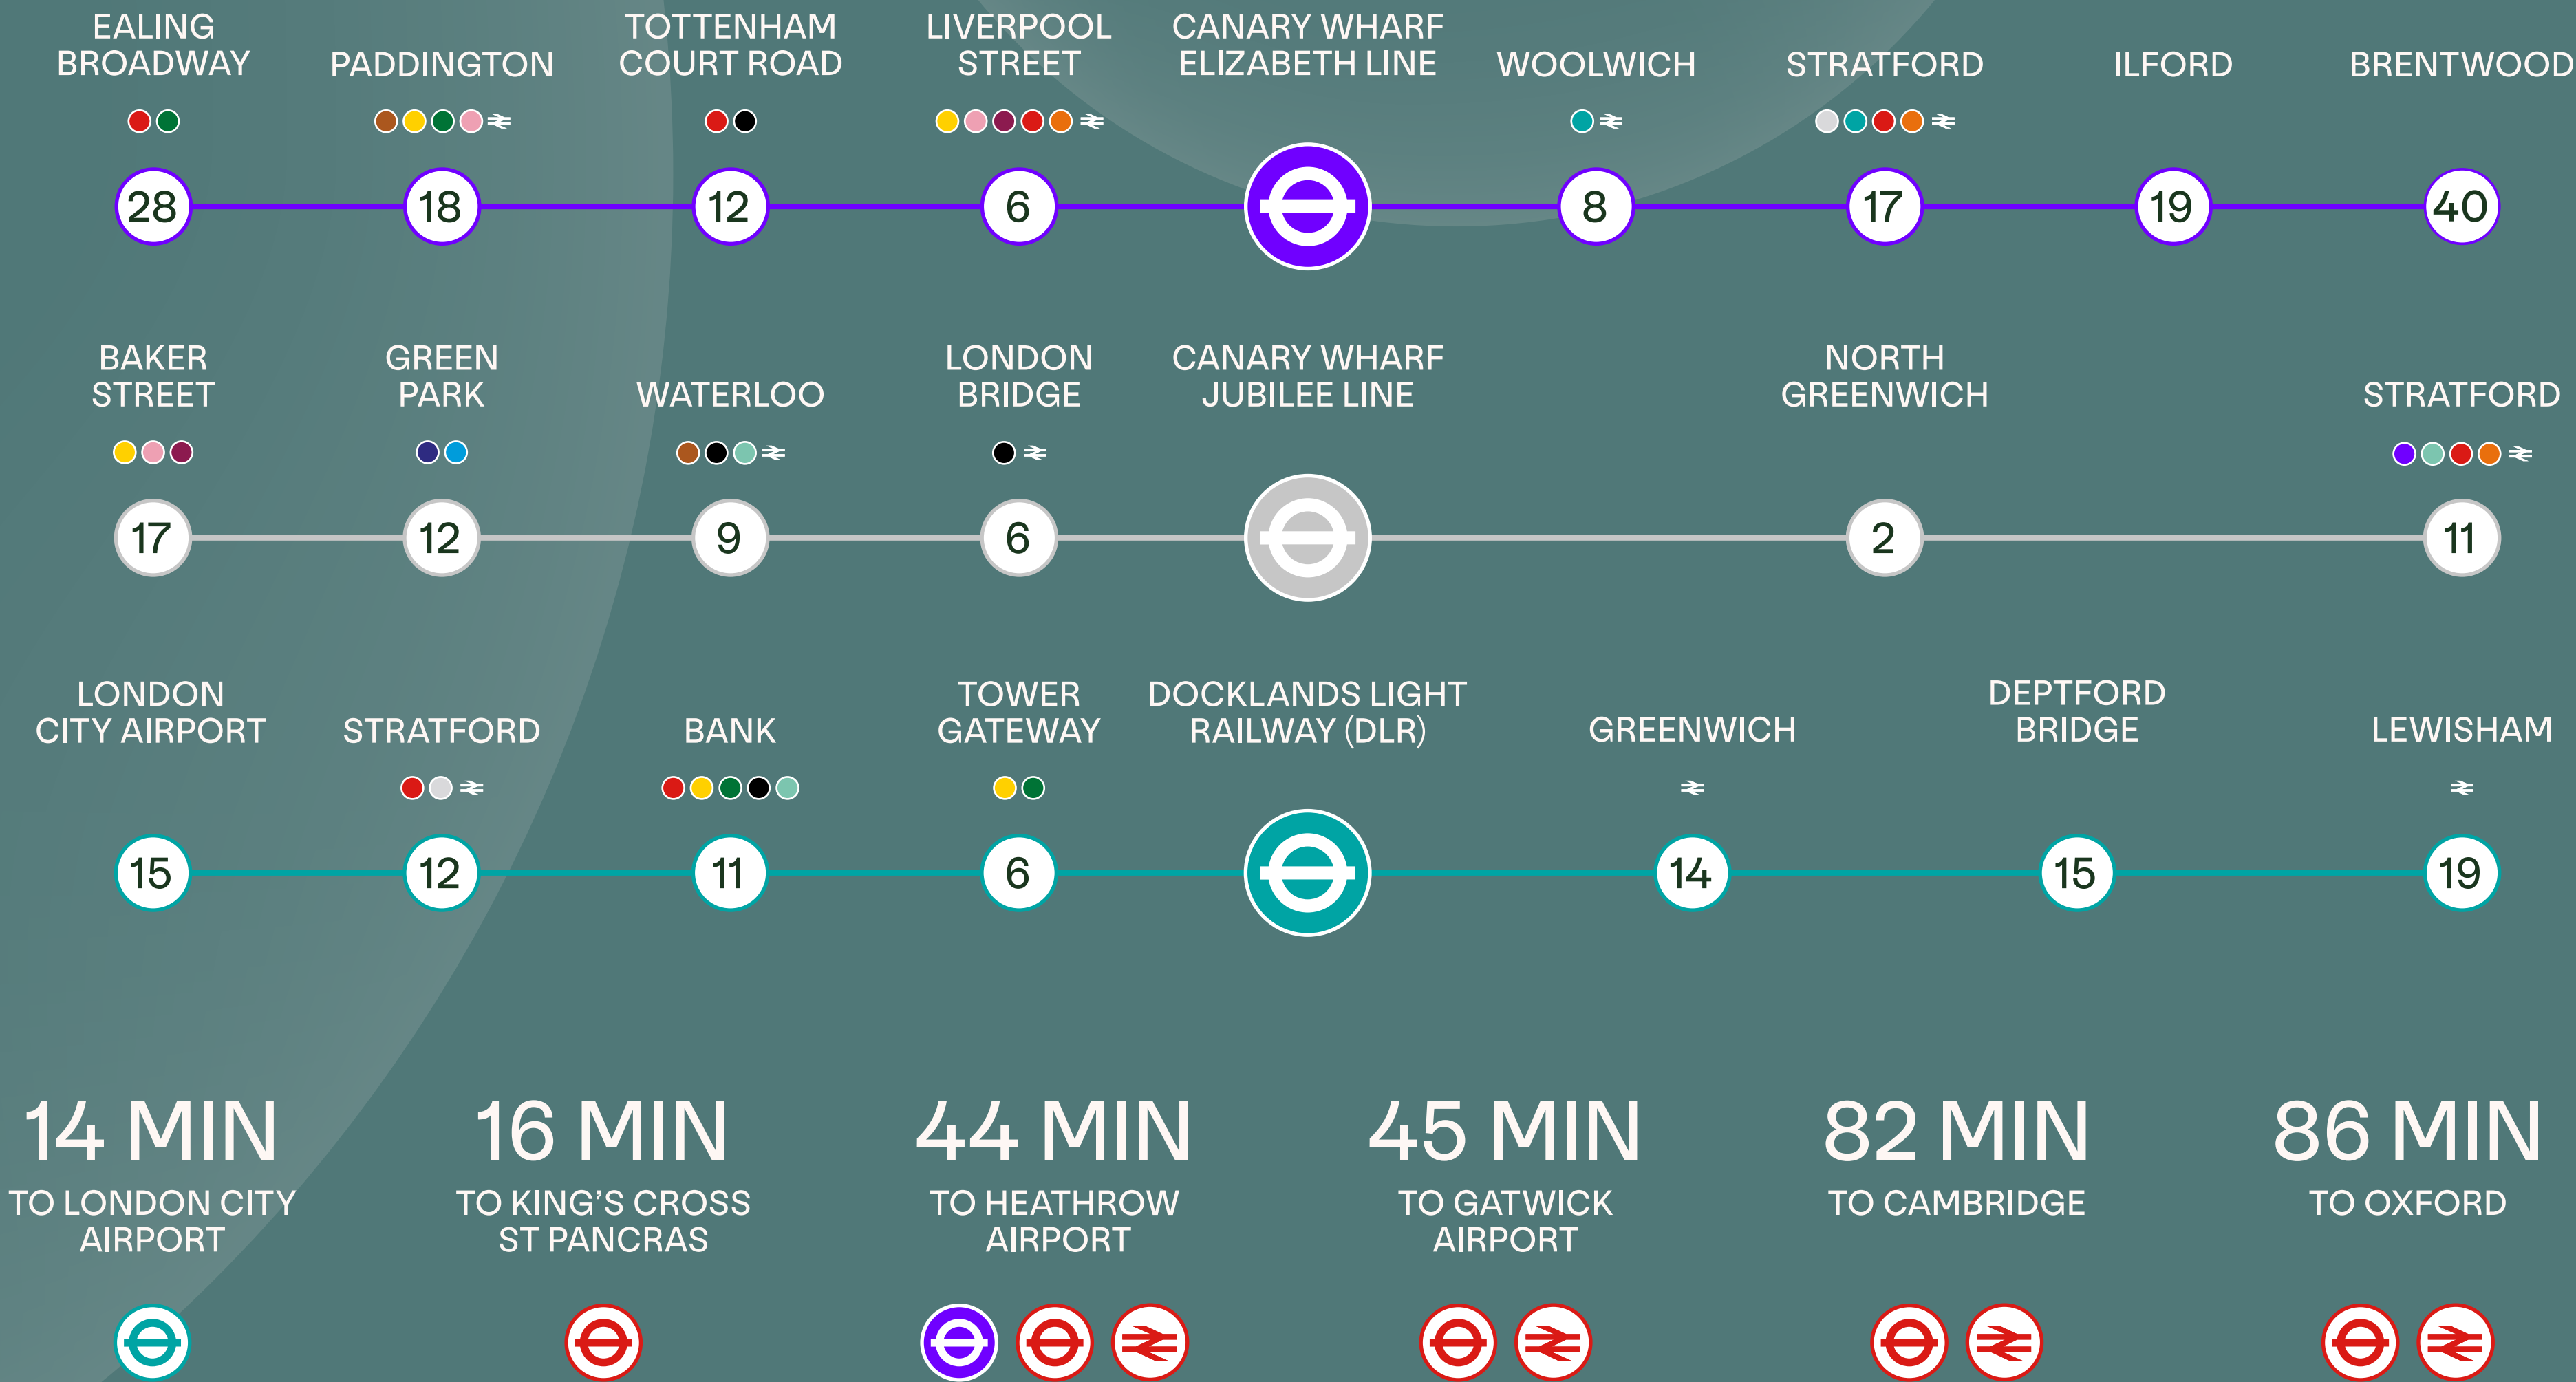 EALING
BROADWAY
PADDINGTON
TOTTENHAM
COURT ROAD
LIVERPOOL
STREET
CANARY WHARF
ELIZABETH LINE
WOOLWICH
STRATFORD
ILFORD
BRENTWOOD
28
18
12
6
8
17
19
40
BAKER
STREET
GREEN
PARK
WATERLOO
LONDON
BRIDGE
CANARY WHARF
JUBILEE LINE
NORTH
GREENWICH
STRATFORD
17
12
9
6
2
11
LONDON
CITY AIRPORT
STRATFORD
BANK
TOWER
GATEWAY
DOCKLANDS LIGHT
RAILWAY (DLR)
GREENWICH
DEPTFORD
BRIDGE
LEWISHAM
15
12
11
6
14
15
19
14 MIN
TO LONDON CITY
AIRPORT
16 MIN
TO KING’S CROSS
ST PANCRAS
44 MIN
TO HEATHROW
AIRPORT
45 MIN
TO GATWICK
AIRPORT
82 MIN
TO CAMBRIDGE
86 MIN
TO OXFORD